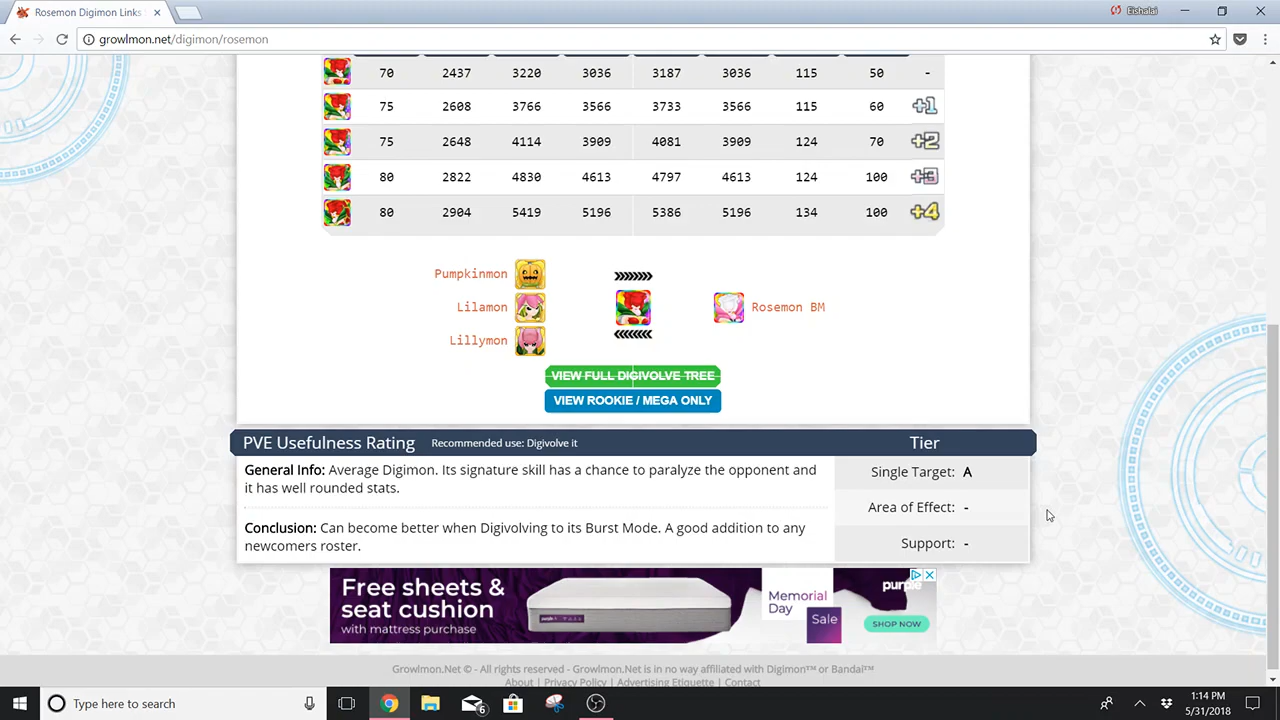 Rosemon Digimon Links
Eishalai
growlmon.net/digimon/rosemon
70 2437 3220 3036 3187 3036 115 50 -
75 2608 3766 3566 3733 3566 115 60 +1
75 2648 4114 3909 4081 3909 124 70 +2
80 2822 4830 4613 4797 4613 124 100 +3
80 2904 5419 5196 5386 5196 134 100 +4
Pumpkinmon
Lilamon
Rosemon BM
Lillymon
VIEW FULL DIGIVOLVE TREE
VIEW ROOKIE / MEGA ONLY
PVE Usefulness Rating Recommended use: Digivolve it Tier
General Info: Average Digimon. Its signature skill has a chance to paralyze the opponent and
it has well rounded stats.
Single Target: A
Area of Effect: -
Conclusion: Can become better when Digivolving to its Burst Mode. A good addition to any
newcomers roster.
Support: -
Free sheets &
seat cushion
with mattress purchase
Memorial
Day
Sale
purple
SHOP NOW
Growlmon.Net © - All rights reserved - Growlmon.Net is in no way affiliated with Digimon™ or Bandai™
About | Privacy Policy | Advertising Etiquette | Contact
Type here to search
6
1:14 PM
5/31/2018